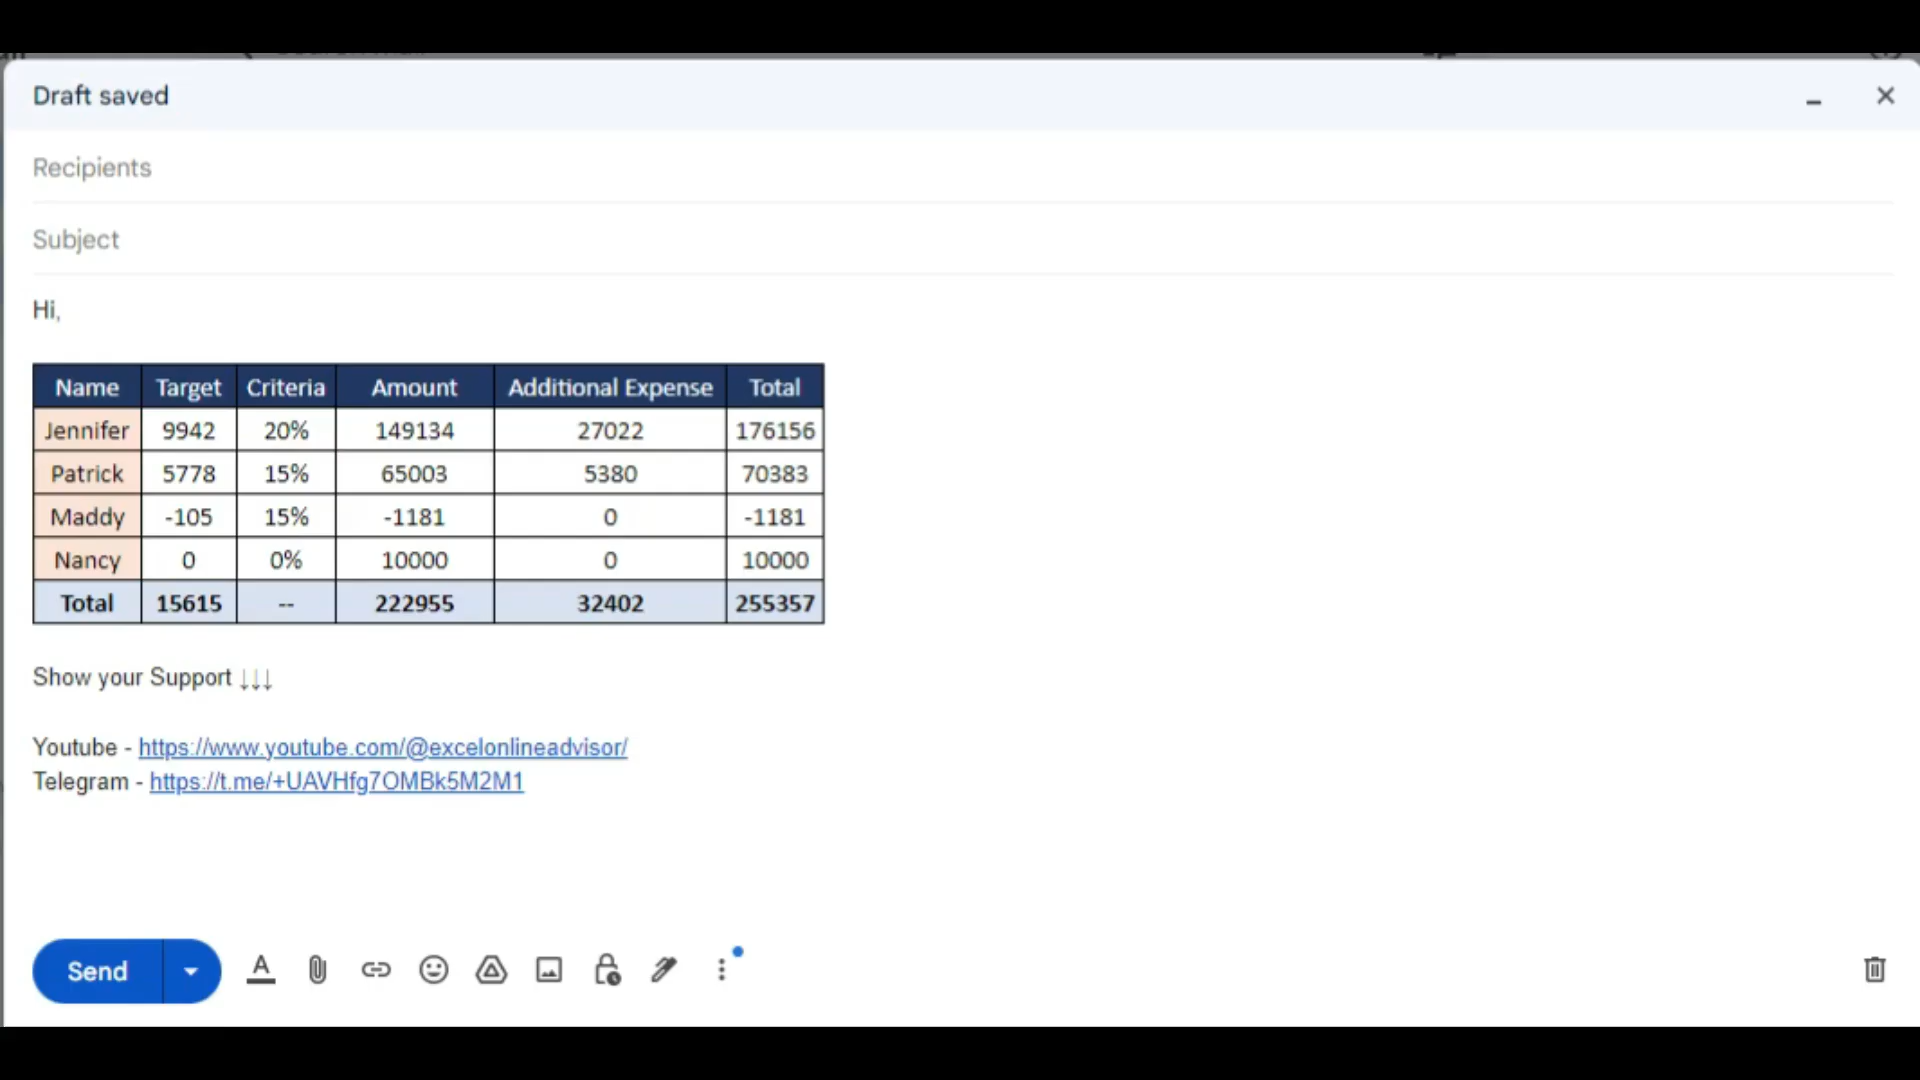 Draft saved
Recipients
Subject
Hi,
Name Target Criteria Amount Additional Expense Total
Jennifer 9942 20% 149134 27022 176156
Patrick 5778 15% 65003 5380 70383
Maddy -105 15% -1181 0 -1181
Nancy 0 0% 10000 0 10000
Total 15615 -- 222955 32402 255357
Show your Support ↓↓↓
Youtube - https://www.youtube.com/@excelonlineadvisor/
Telegram - https://t.me/+UAVHfg7OMBk5M2M1
Send